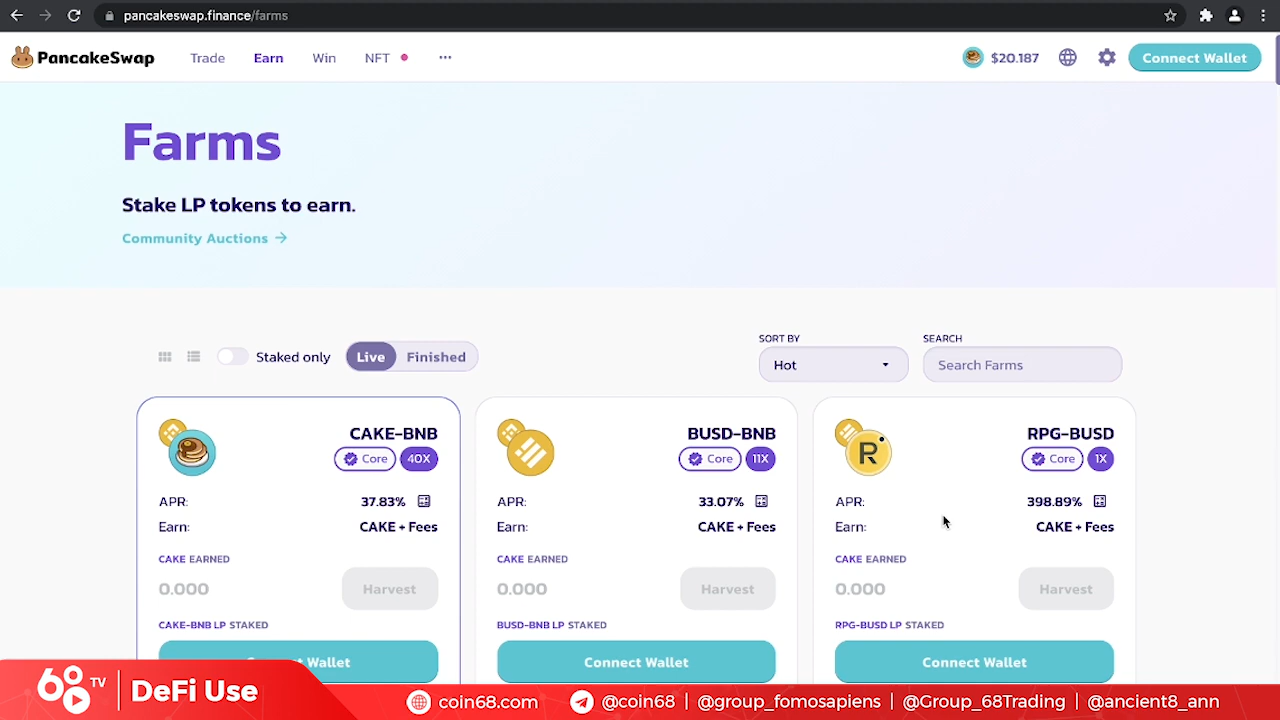 pancakeswap.finance/farms
PancakeSwap Trade Earn Win NFT ... $20.187 Connect Wallet
Farms
Stake LP tokens to earn.
Community Auctions →
SORT BY SEARCH
Staked only Live Finished Hot Search Farms
CAKE-BNB
Core 40X
APR: 37.83%
Earn: CAKE + Fees
CAKE EARNED
0.000 Harvest
CAKE-BNB LP STAKED
Wallet
BUSD-BNB
Core 11X
APR: 33.07%
Earn: CAKE + Fees
CAKE EARNED
0.000 Harvest
BUSD-BNB LP STAKED
Connect Wallet
RPG-BUSD
R
Core 1X
APR: 398.89%
Earn: CAKE + Fees
CAKE EARNED
0.000 Harvest
RPG-BUSD LP STAKED
Connect Wallet
68 TV DeFi Use
coin68.com @coin68 | @group_fomosapiens | @Group_68Trading | @ancient8_ann